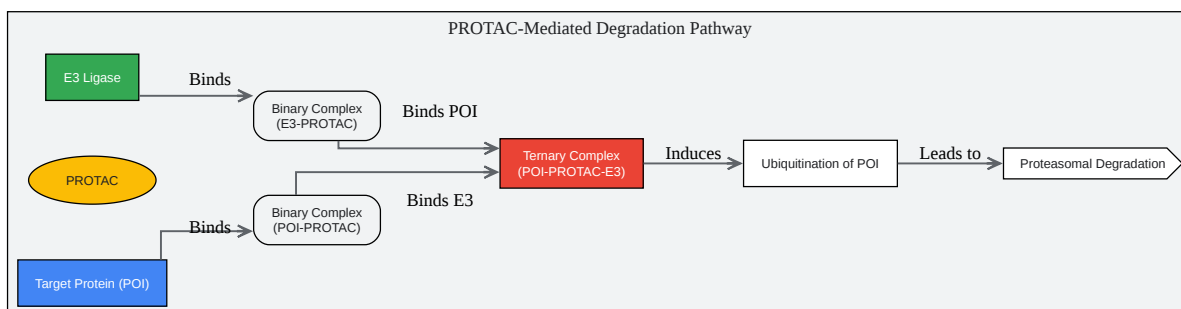 PROTAC-Mediated Degradation Pathway
E3 Ligase
Binds
Binary Complex
(E3-PROTAC)
Binds POI
PROTAC
Ternary Complex
(POI-PROTAC-E3)
Induces
Ubiquitination of POI
Leads to
Proteasomal Degradation
Binds E3
Binds
Binary Complex
(POI-PROTAC)
Target Protein (POI)